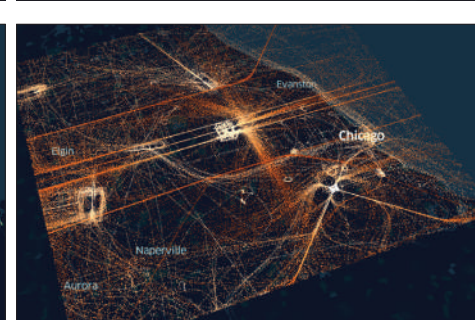 Evanston
Chicago
Elgin
Naperville
Aurora